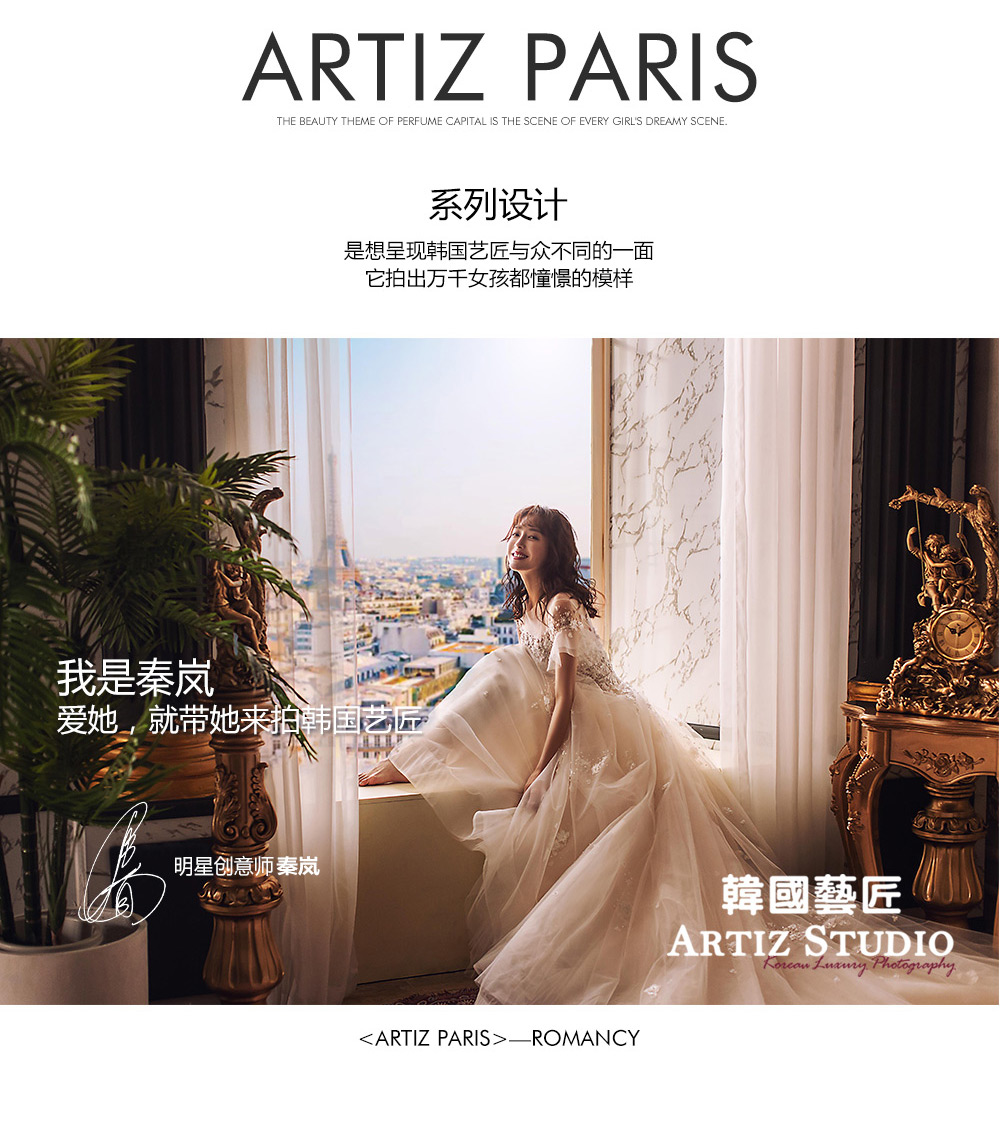 ARTIZ PARIS
THE BEAUTY THEME OF PERFUME CAPITAL IS THE SCENE OF EVERY GIRL'S DREAMY SCENE.
系列设计
是想呈现韩国艺匠与众不同的一面
它拍出万千女孩都憧憬的模样
我是秦岚
爱她，就带她来拍韩国艺匠
明星创意师秦岚
韓國藝匠
ARTIZ STUDIO
Korean Luxury Photography
<ARTIZ PARIS>—ROMANCY